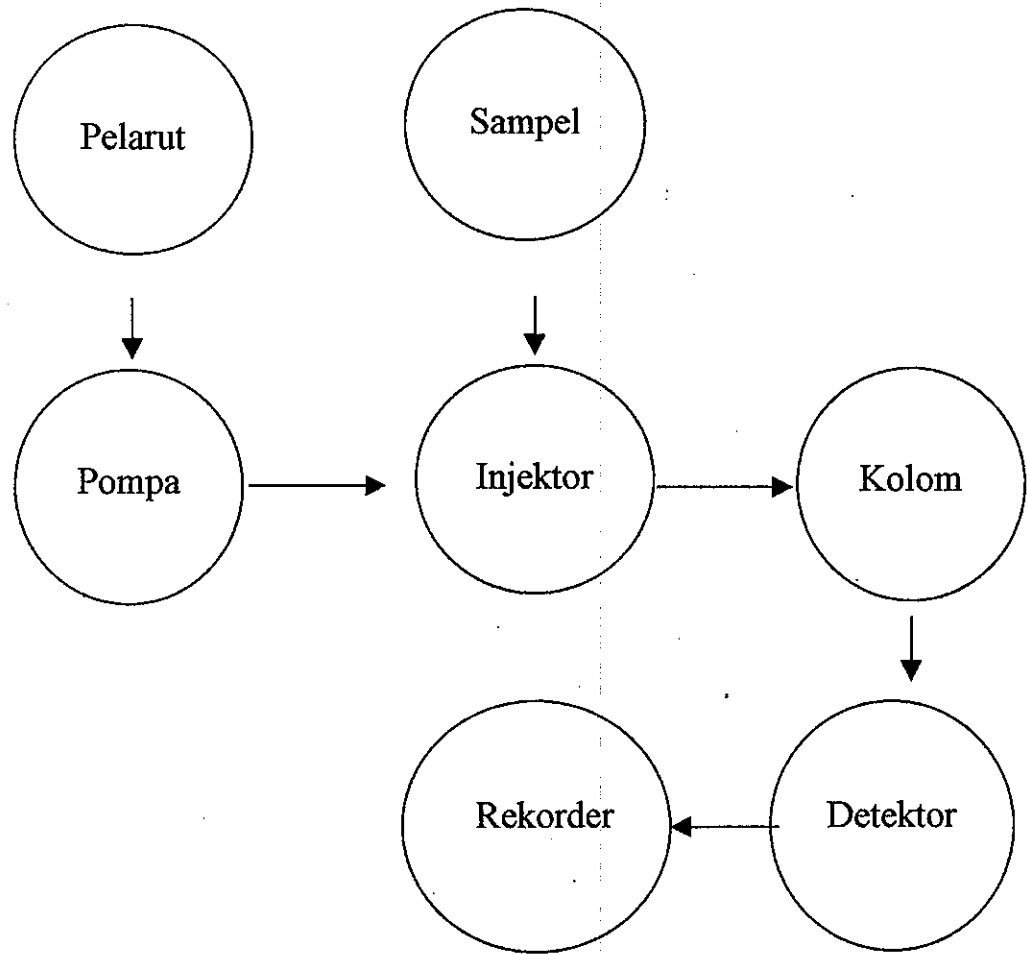 Pelarut
Sampel
Pompa
Injektor
Kolom
Rekorder
Detektor